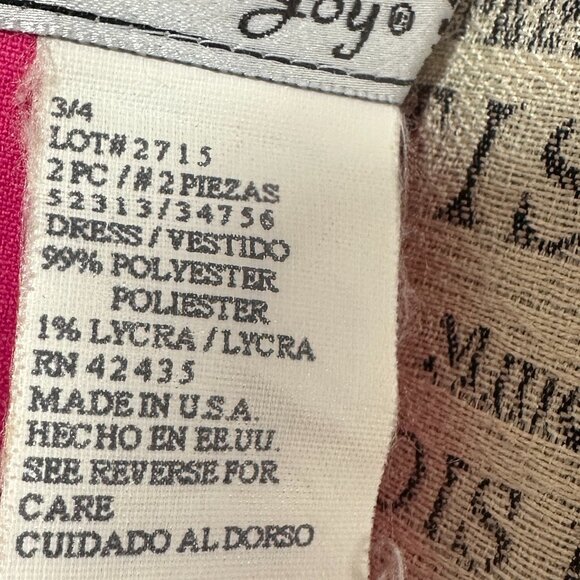 Joy®
3/4
LOT# 2715
2 PC / # 2 PIEZAS
52313/34756
DRESS / VESTIDO
99% POLYESTER
POLIESTER
1% LYCRA / LYCRA
RN 42435
MADE IN U.S.A.
HECHO EN EE.UU.
SEE REVERSE FOR
CARE
CUIDADO AL DORSO